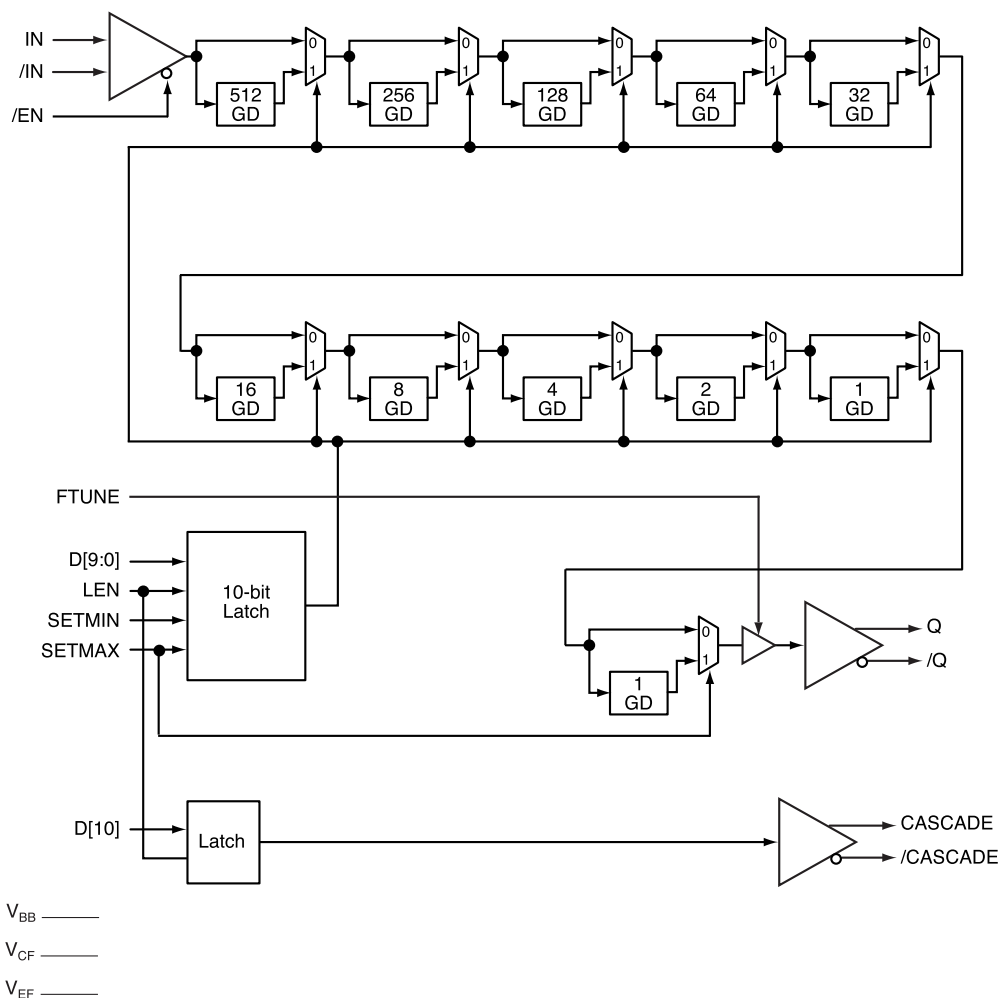 IN
/IN
/EN
0
1
512
GD
0
1
256
GD
0
1
128
GD
0
1
64
GD
0
1
32
GD
0
1
16
GD
0
1
8
GD
0
1
4
GD
0
1
2
GD
0
1
1
GD
FTUNE
D[9:0]
LEN
SETMIN
SETMAX
10-bit
Latch
0
1
1
GD
Q
/Q
D[10]
Latch
CASCADE
/CASCADE
VBB
VCF
VEF